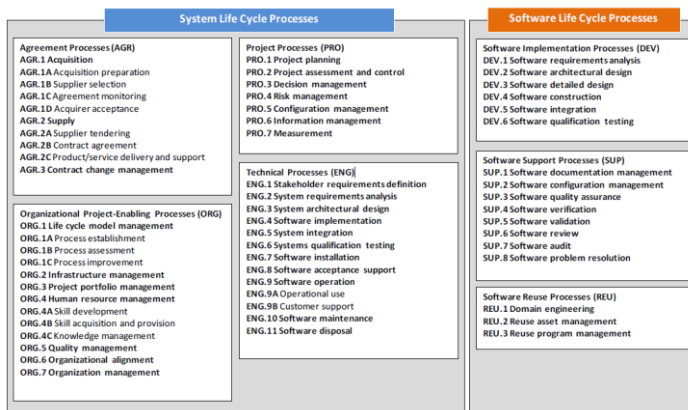 System Life Cycle Processes
Agreement Processes (AGR)
AGR.1 Acquisition
AGR.1A Acquisition preparation
AGR.1B Supplier selection
AGR.1C Agreement monitoring
AGR.1D Acquirer acceptance
AGR.2 Supply
AGR.2A Supplier tendering
AGR.2B Contract agreement
AGR.2C Product/service delivery and support
AGR.3 Contract change management
Organizational Project-Enabling Processes (ORG)
ORG.1 Life cycle model management
ORG.1A Process establishment
ORG.1B Process assessment
ORG.1C Process improvement
ORG.2 Infrastructure management
ORG.3 Project portfolio management
ORG.4 Human resource management
ORG.4A Skill development
ORG.4B Skill acquisition and provision
ORG.4C Knowledge management
ORG.5 Quality management
ORG.6 Organizational alignment
ORG.7 Organization management
Project Processes (PRO)
PRO.1 Project planning
PRO.2 Project assessment and control
PRO.3 Decision management
PRO.4 Risk management
PRO.5 Configuration management
PRO.6 Information management
PRO.7 Measurement
Technical Processes (ENG)
ENG.1 Stakeholder requirements definition
ENG.2 System requirements analysis
ENG.3 System architectural design
ENG.4 Software implementation
ENG.5 System integration
ENG.6 Systems qualification testing
ENG.7 Software installation
ENG.8 Software acceptance support
ENG.9 Software operation
ENG.9A Operational use
ENG.9B Customer support
ENG.10 Software maintenance
ENG.11 Software disposal
Software Life Cycle Processes
Software Implementation Processes (DEV)
DEV.1 Software requirements analysis
DEV.2 Software architectural design
DEV.3 Software detailed design
DEV.4 Software construction
DEV.5 Software integration
DEV.6 Software qualification testing
Software Support Processes (SUP)
SUP.1 Software documentation management
SUP.2 Software configuration management
SUP.3 Software quality assurance
SUP.4 Software verification
SUP.5 Software validation
SUP.6 Software review
SUP.7 Software audit
SUP.8 Software problem resolution
Software Reuse Processes (REU)
REU.1 Domain engineering
REU.2 Reuse asset management
REU.3 Reuse program management